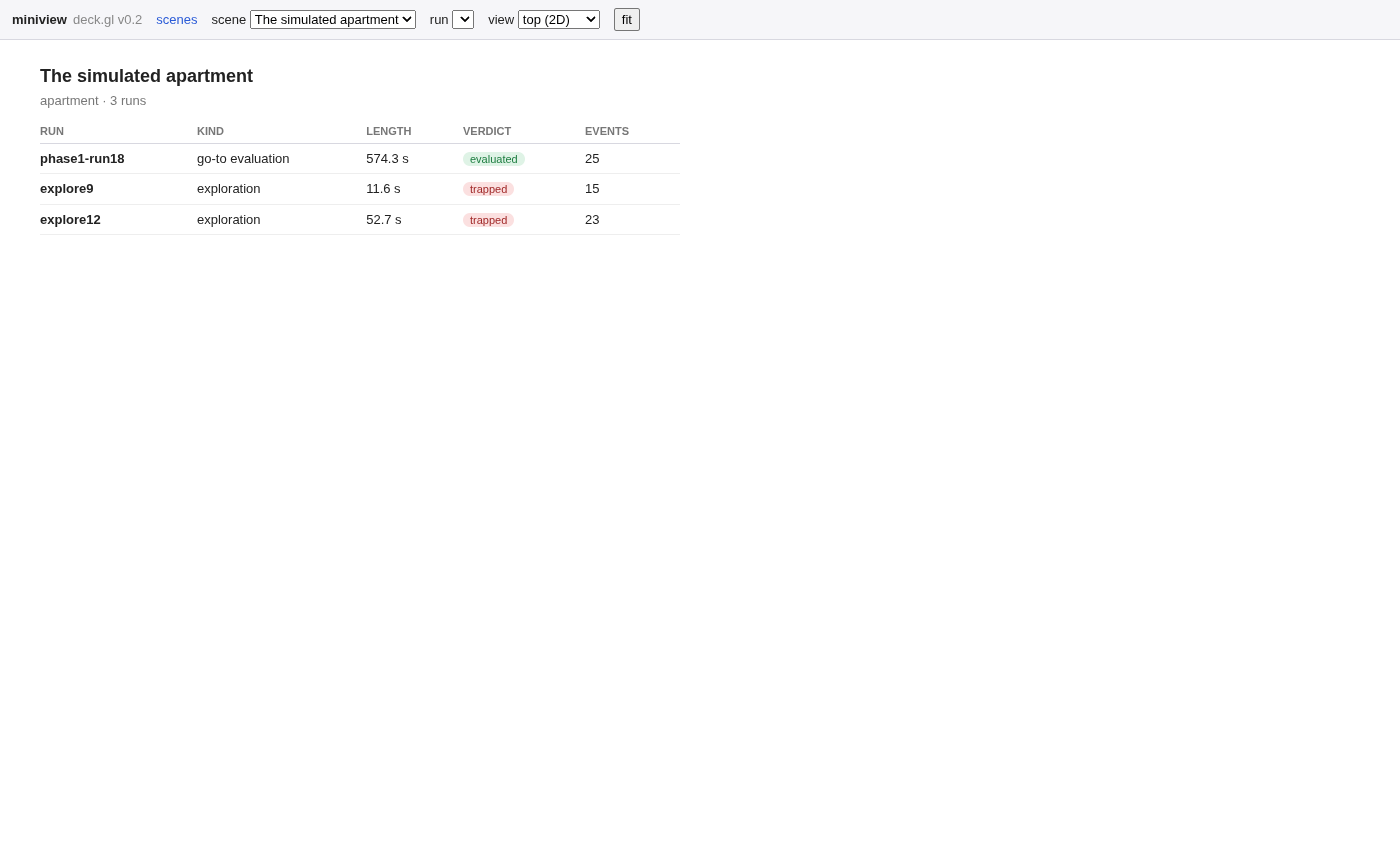 miniview deck.gl v0.2 scenes scene The simulated apartment run view top (2D) fit
The simulated apartment
apartment · 3 runs
RUN KIND LENGTH VERDICT EVENTS
phase1-run18 go-to evaluation 574.3 s evaluated 25
explore9 exploration 11.6 s trapped 15
explore12 exploration 52.7 s trapped 23